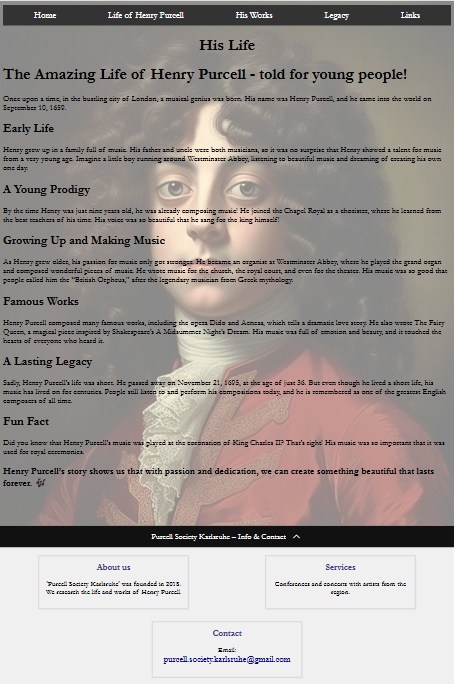 Home Life of Henry Purcell His Works Legacy Links
His Life
The Amazing Life of Henry Purcell - told for young people!
Once upon a time, in the bustling city of London, a musical genius was born. His name was Henry Purcell, and he came into the world on
September 10, 1659.
Early Life
Henry grew up in a family full of music. His father and uncle were both musicians, so it was no surprise that Henry showed a talent for music
from a very young age. Imagine a little boy running around Westminster Abbey, listening to beautiful music and dreaming of creating his own
one day.
A Young Prodigy
By the time Henry was just nine years old, he was already composing music! He joined the Chapel Royal as a chorister, where he learned from
the best teachers of his time. His voice was so beautiful that he sang for the king himself!
Growing Up and Making Music
As Henry grew older, his passion for music only got stronger. He became an organist at Westminster Abbey, where he played the grand organ
and composed wonderful pieces of music. He wrote music for the church, the royal court, and even for the theater. His music was so good that
people called him the "British Orpheus," after the legendary musician from Greek mythology.
Famous Works
Henry Purcell composed many famous works, including the opera Dido and Aeneas, which tells a dramatic love story. He also wrote The Fairy
Queen, a magical piece inspired by Shakespeare's A Midsummer Night's Dream. His music was full of emotion and beauty, and it touched the
hearts of everyone who heard it.
A Lasting Legacy
Sadly, Henry Purcell's life was short. He passed away on November 21, 1695, at the age of just 36. But even though he lived a short life, his
music has lived on for centuries. People still listen to and perform his compositions today, and he is remembered as one of the greatest English
composers of all time.
Fun Fact
Did you know that Henry Purcell's music was played at the coronation of King Charles II? That's right! His music was so important that it was
used for royal ceremonies.
Henry Purcell's story shows us that with passion and dedication, we can create something beautiful that lasts
forever. 🎶
Purcell Society Karlsruhe – Info & Contact
About us
'Purcell Society Karlsruhe' was founded in 2018.
We research the life and works of Henry Purcell.
Services
Conferences and concerts with artists from the
region.
Contact
Email:
purcell.society.karlsruhe@gmail.com